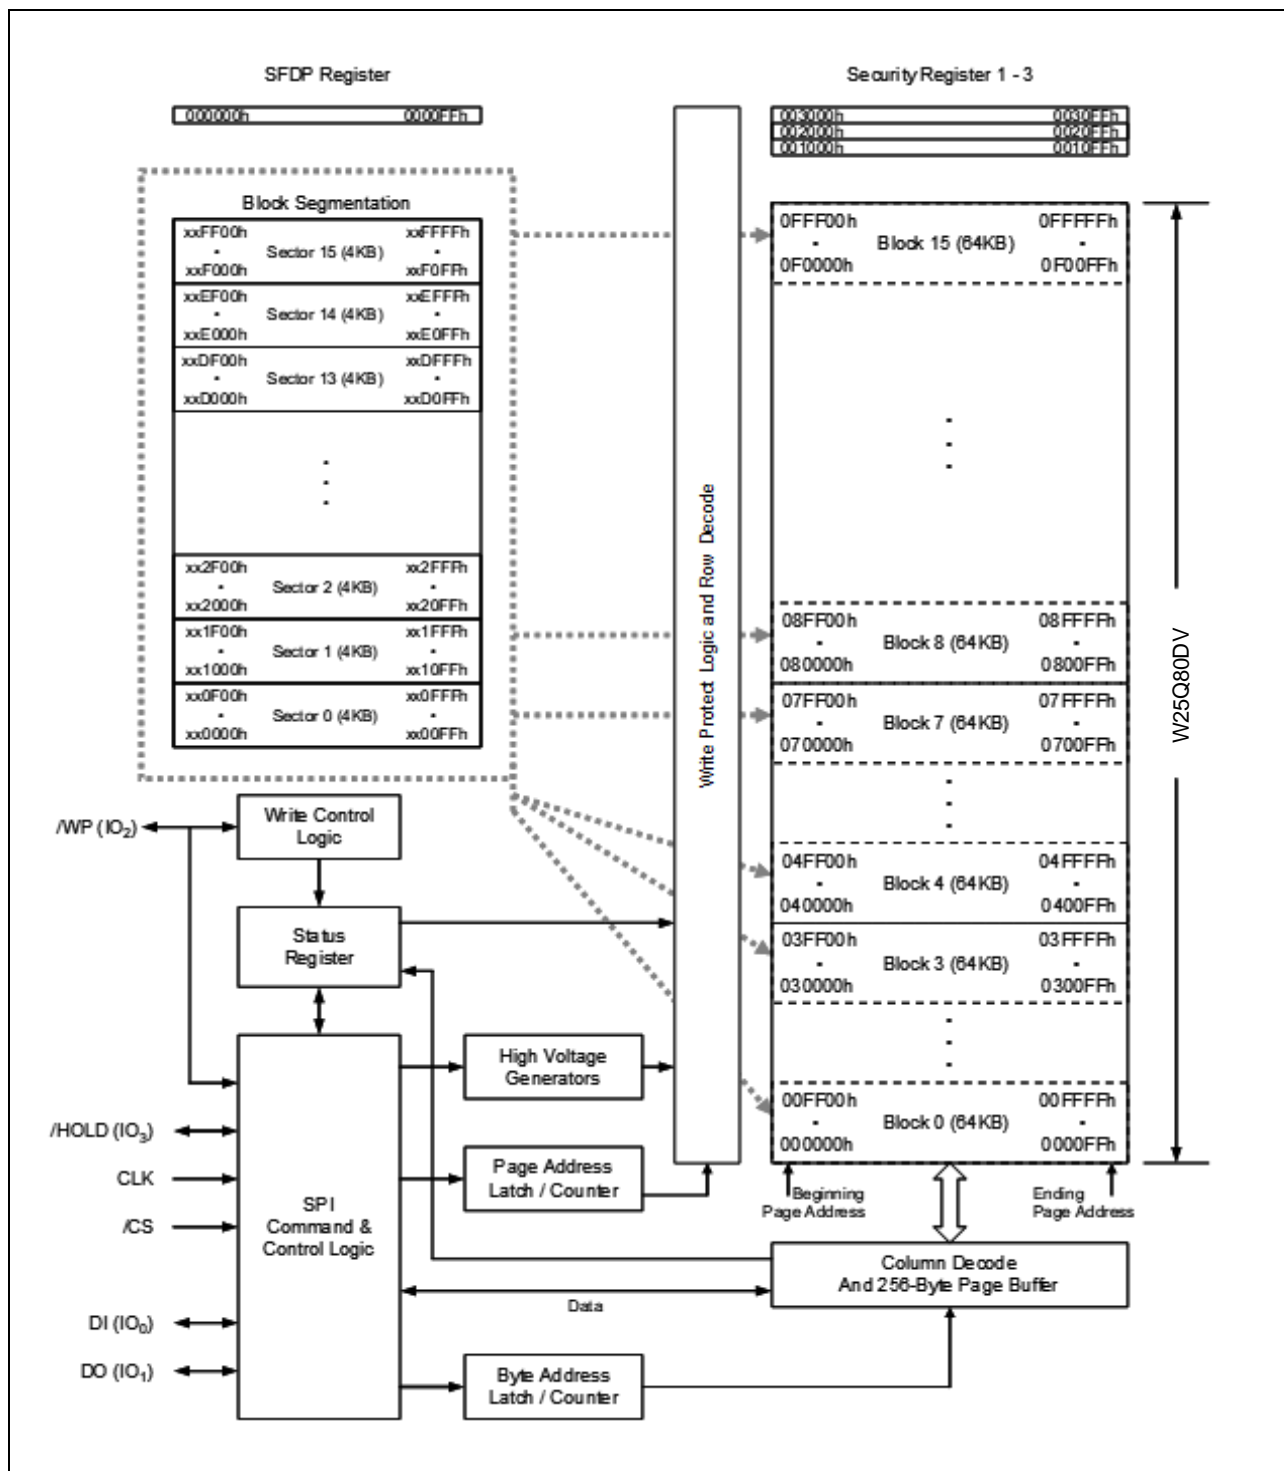 SFDP Register
000000h 0000FFh
Security Register 1 - 3
003000h 0030FFh
002000h 0020FFh
001000h 0010FFh
Block Segmentation
xxFF00h xxFFFFh
Sector 15 (4KB)
xxF000h xxF0FFh
xxEF00h xxEFFFh
Sector 14 (4KB)
xxE000h xxE0FFh
xxDF00h xxDFFFh
Sector 13 (4KB)
xxD000h xxD0FFh
xx2F00h xx2FFFh
Sector 2 (4KB)
xx2000h xx20FFh
xx1F00h xx1FFFh
Sector 1 (4KB)
xx1000h xx10FFh
xx0F00h xx0FFFh
Sector 0 (4KB)
xx0000h xx00FFh
Write Protect Logic and Row Decode
0FFF00h 0FFFFFh
Block 15 (64KB)
0F0000h 0F00FFh
08FF00h 08FFFFh
Block 8 (64KB)
080000h 0800FFh
07FF00h 07FFFFh
Block 7 (64KB)
070000h 0700FFh
04FF00h 04FFFFh
Block 4 (64KB)
040000h 0400FFh
03FF00h 03FFFFh
Block 3 (64KB)
030000h 0300FFh
00FF00h 00FFFFh
Block 0 (64KB)
000000h 0000FFh
W25Q80DV
Beginning
Page Address
Ending
Page Address
/WP (IO2)
Write Control
Logic
Status
Register
High Voltage
Generators
/HOLD (IO3)
CLK
/CS
DI (IO0)
DO (IO1)
SPI
Command &
Control Logic
Page Address
Latch / Counter
Column Decode
And 256-Byte Page Buffer
Data
Byte Address
Latch / Counter